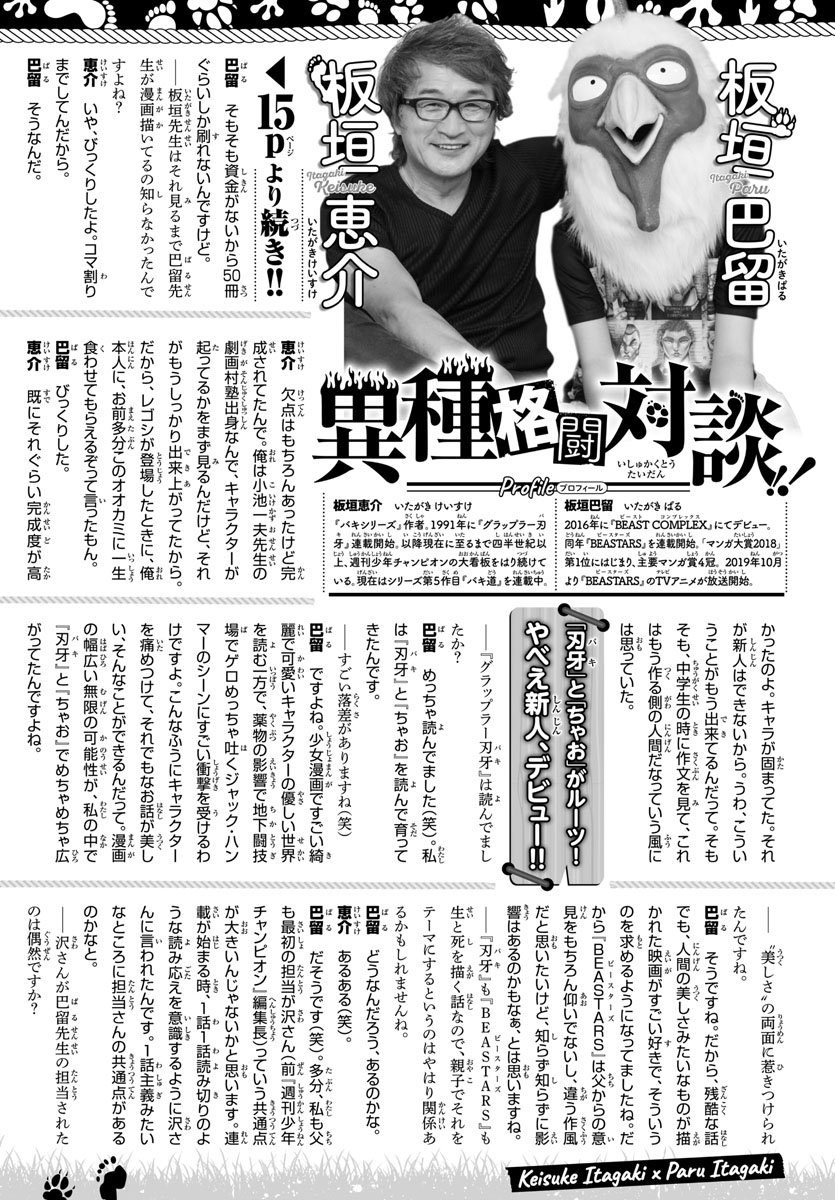 板垣巴留
いたがきぱる
Itagaki Paru
板垣恵介
いたがきけいすけ
Itagaki Keisuke
異種格闘対談!!
いしゅかくとうたいだん
Profile プロフィール
板垣恵介 いたがき けいすけ
『バキシリーズ』作者。1991年に『グラップラー刃
牙』連載開始。以降現在に至るまで四半世紀以
上、週刊少年チャンピオンの大看板をはり続けて
いる。現在はシリーズ第5作目『バキ道』を連載中。
板垣巴留 いたがき ぱる
2016年に『BEAST COMPLEX』にてデビュー。
同年『BEASTARS』を連載開始。「マンガ大賞2018」
第1位にはじまり、主要マンガ賞4冠。2019年10月
より『BEASTARS』のTVアニメが放送開始。
◀15pより続き!!
巴留 そもそも資金がないから50冊
ぐらいしか刷れないんですけど。
――板垣先生はそれ見るまで巴留先
生が漫画描いてるの知らなかったんで
すよね?
恵介 いや、びっくりしたよ。コマ割り
までしてんだから。
巴留 そうなんだ。
恵介 欠点はもちろんあったけど完
成されてたんで。俺は小池一夫先生の
劇画村塾出身なんで、キャラクターが
起ってるかをまず見るんだけど、それ
がもうしっかり出来上がってたから。
だから、レゴシが登場したときに、俺
本人に、お前多分このオオカミに一生
食わせてもらえるぞって言ったもん。
巴留 びっくりした。
恵介 既にそれぐらい完成度が高
かったのよ。キャラが固まってた。それ
が新人はできないから。うわ、こうい
うことがもう出来てるんだって。そも
そも、中学生の時に作文を見て、これ
はもう作る側の人間だなっていう風に
は思っていた。
『刃牙』と『ちゃお』がルーツ!
やべえ新人、デビュー!!
――『グラップラー刃牙』は読んでまし
たか?
巴留 めっちゃ読んでました(笑)。私
は『刃牙』と『ちゃお』を読んで育って
きたんです。
――すごい落差がありますね(笑)
巴留 ですよね。少女漫画ですごい綺
麗で可愛いキャラクターの優しい世界
を読む一方で、薬物の影響で地下闘技
場でゲロめっちゃ吐くジャック・ハン
マーのシーンにすごい衝撃を受けるわ
けですよ。こんなふうにキャラクター
を痛めつけて、それでもなお話が美し
い、そんなことができるんだって。漫画
の幅広い無限の可能性が、私の中で
『刃牙』と『ちゃお』でめちゃめちゃ広
がってたんですよね。
――“美しさ”の両面に惹きつけられ
たんですね。
巴留 そうですね。だから、残酷な話
でも、人間の美しさみたいなものが描
かれた映画がすごい好きで、そういう
のを求めるようになってましたね。だ
から『BEASTARS』は父からの意
見をもちろん仰いでないし、違う作風
だと思いたいけど、知らず知らずに影
響はあるのかもなぁ、とは思いますね。
――『刃牙』も『BEASTARS』も
生と死を描く話なので、親子でそれを
テーマにするというのはやはり関係あ
るかもしれませんね。
巴留 どうなんだろう、あるのかな。
恵介 あるある(笑)。
巴留 だそうです(笑)。多分、私も父
も最初の担当が沢さん(前『週刊少年
チャンピオン』編集長)っていう共通点
が大きいんじゃないかと思います。連
載が始まる時、1話1話読み切りのよ
うな読み応えを意識するように沢さ
んに言われたんです。1話主義みたい
なところに担当さんの共通点がある
のかなと。
――沢さんが巴留先生の担当された
のは偶然ですか?
Keisuke Itagaki x Paru Itagaki